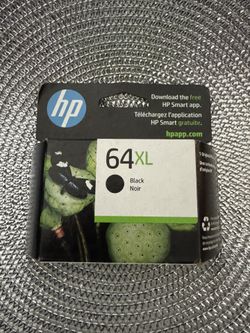 Download the free
HP Smart app.
Téléchargez l'application
HP Smart gratuite.
hpapp.com
hp
64XL
Black
Noir